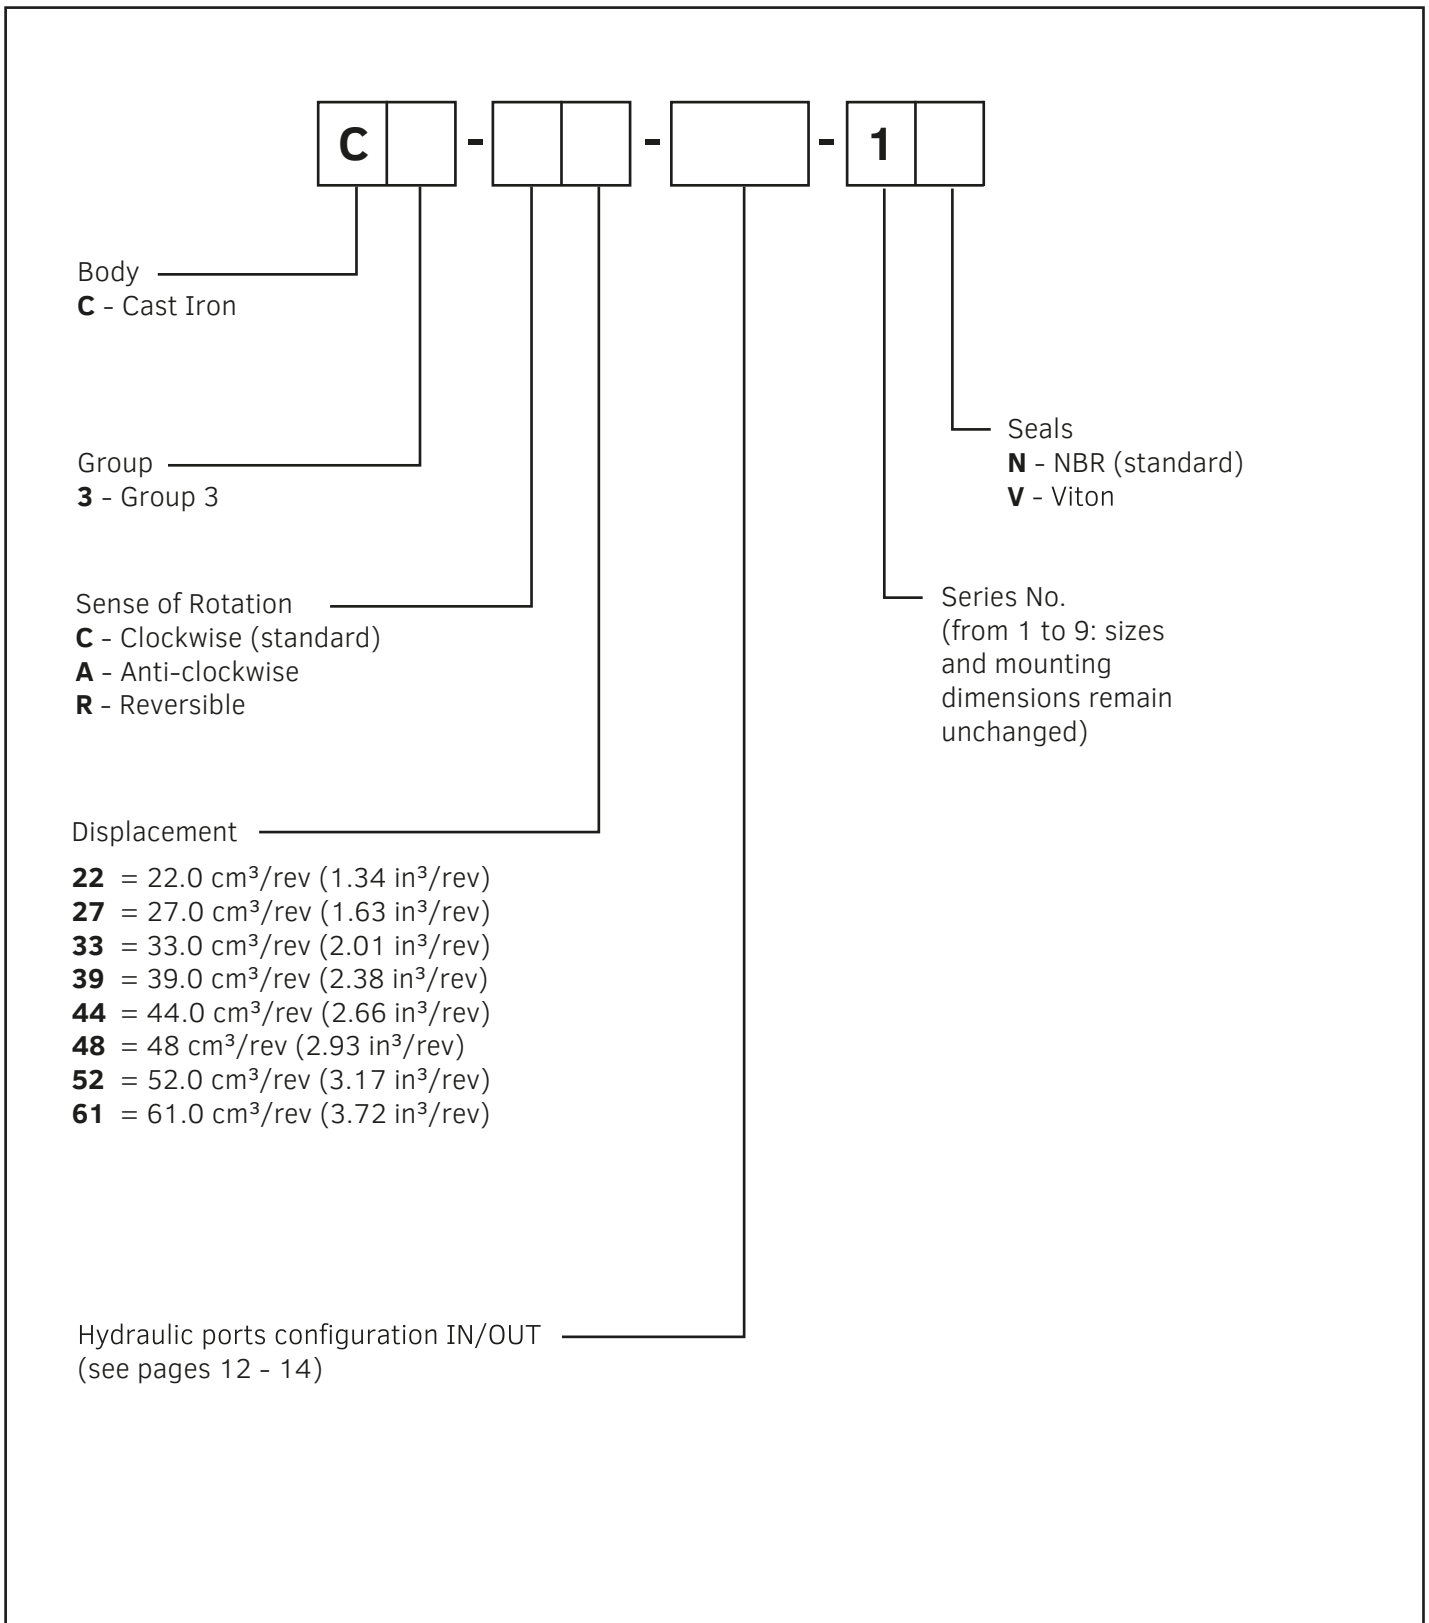 C - - - 1
Body
C - Cast Iron
Group
3 - Group 3
Sense of Rotation
C - Clockwise (standard)
A - Anti-clockwise
R - Reversible
Displacement
22 = 22.0 cm³/rev (1.34 in³/rev)
27 = 27.0 cm³/rev (1.63 in³/rev)
33 = 33.0 cm³/rev (2.01 in³/rev)
39 = 39.0 cm³/rev (2.38 in³/rev)
44 = 44.0 cm³/rev (2.66 in³/rev)
48 = 48 cm³/rev (2.93 in³/rev)
52 = 52.0 cm³/rev (3.17 in³/rev)
61 = 61.0 cm³/rev (3.72 in³/rev)
Hydraulic ports configuration IN/OUT
(see pages 12 - 14)
Seals
N - NBR (standard)
V - Viton
Series No.
(from 1 to 9: sizes
and mounting
dimensions remain
unchanged)